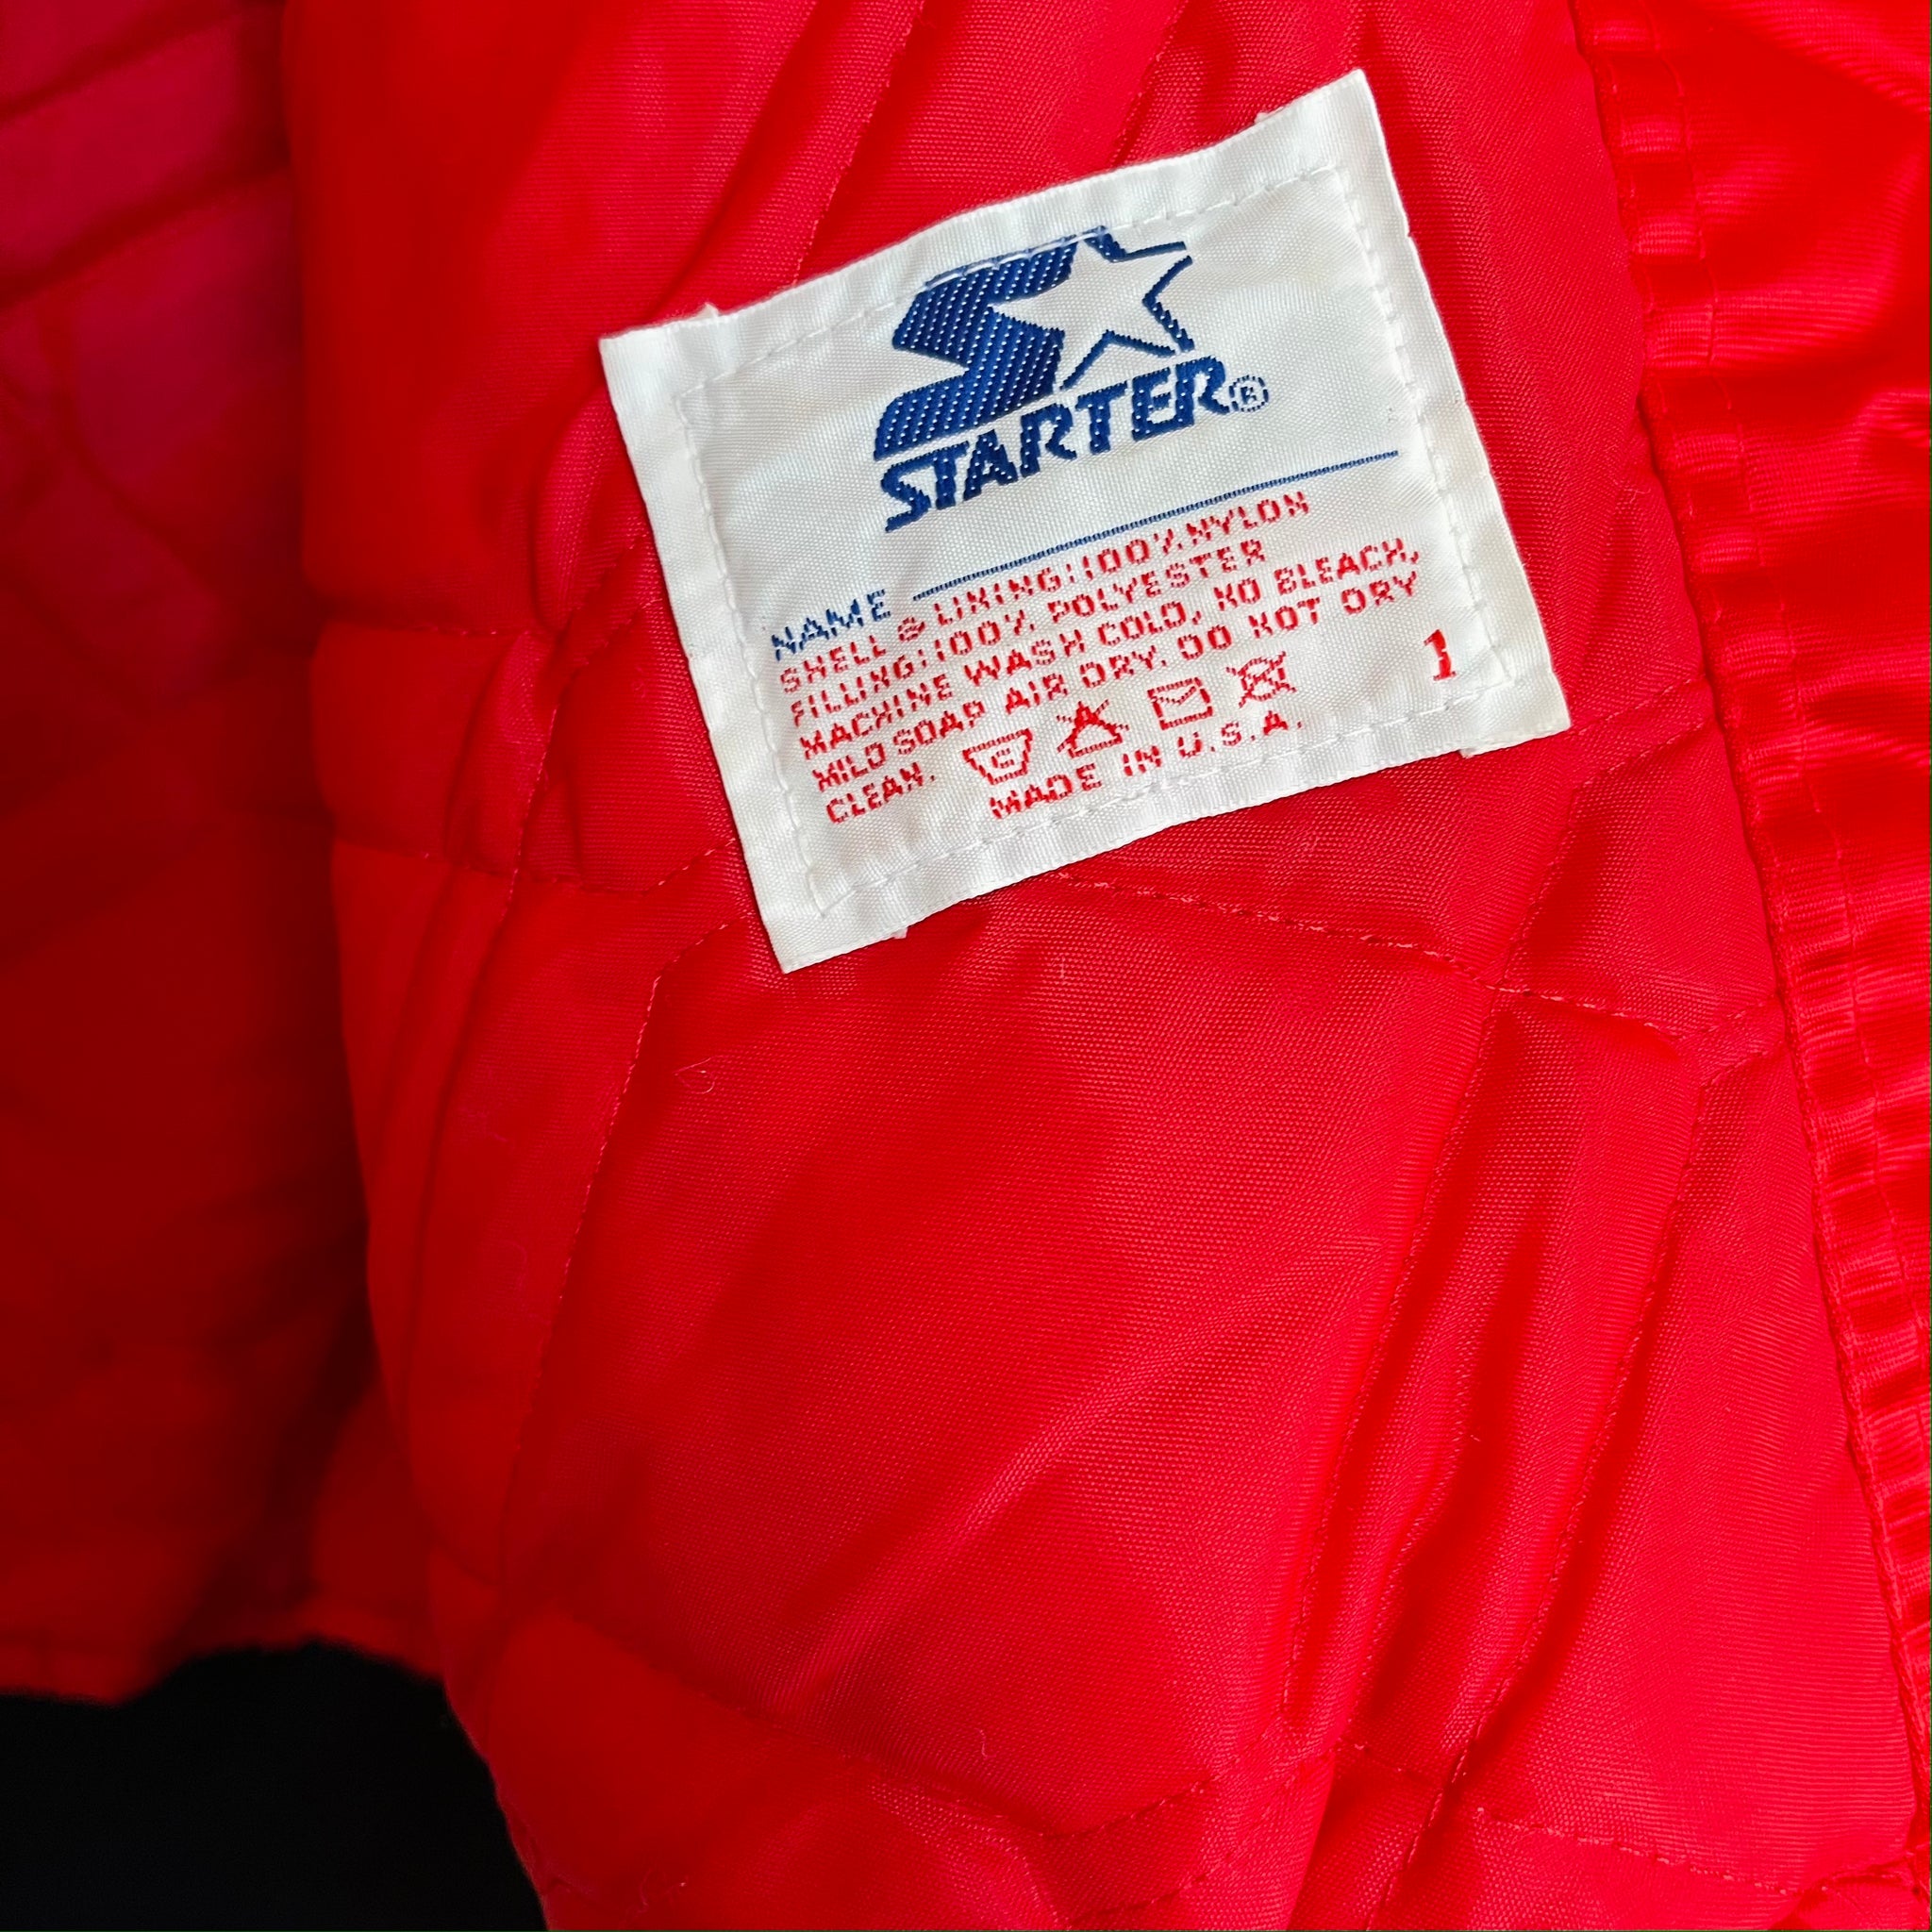 STARTER®
NAME
SHELL & LINING:100% NYLON
FILLING:100% POLYESTER
MACHINE WASH COLD, NO BLEACH,
MILD SOAP AIR DRY. DO NOT DRY
CLEAN.
1
MADE IN U.S.A.